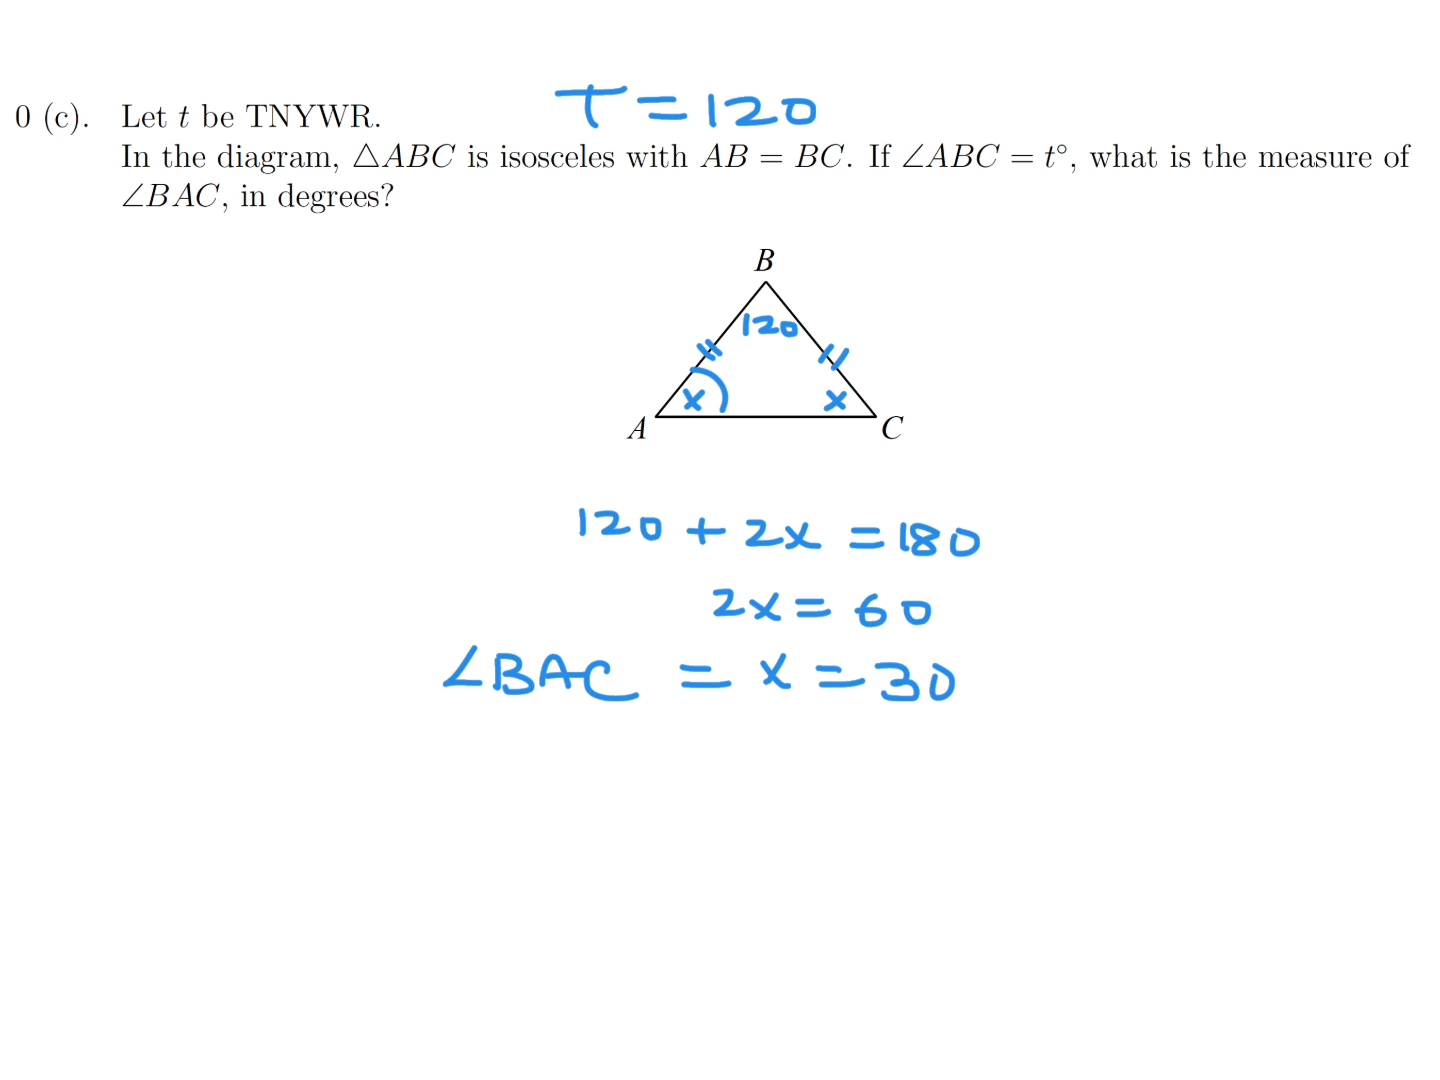 T = 120
0 (c). Let t be TNYWR.
In the diagram, △ABC is isosceles with AB = BC. If ∠ABC = t°, what is the measure of
∠BAC, in degrees?
B
120
x x
A C
120 + 2x = 180
2x = 60
∠BAC = x = 30